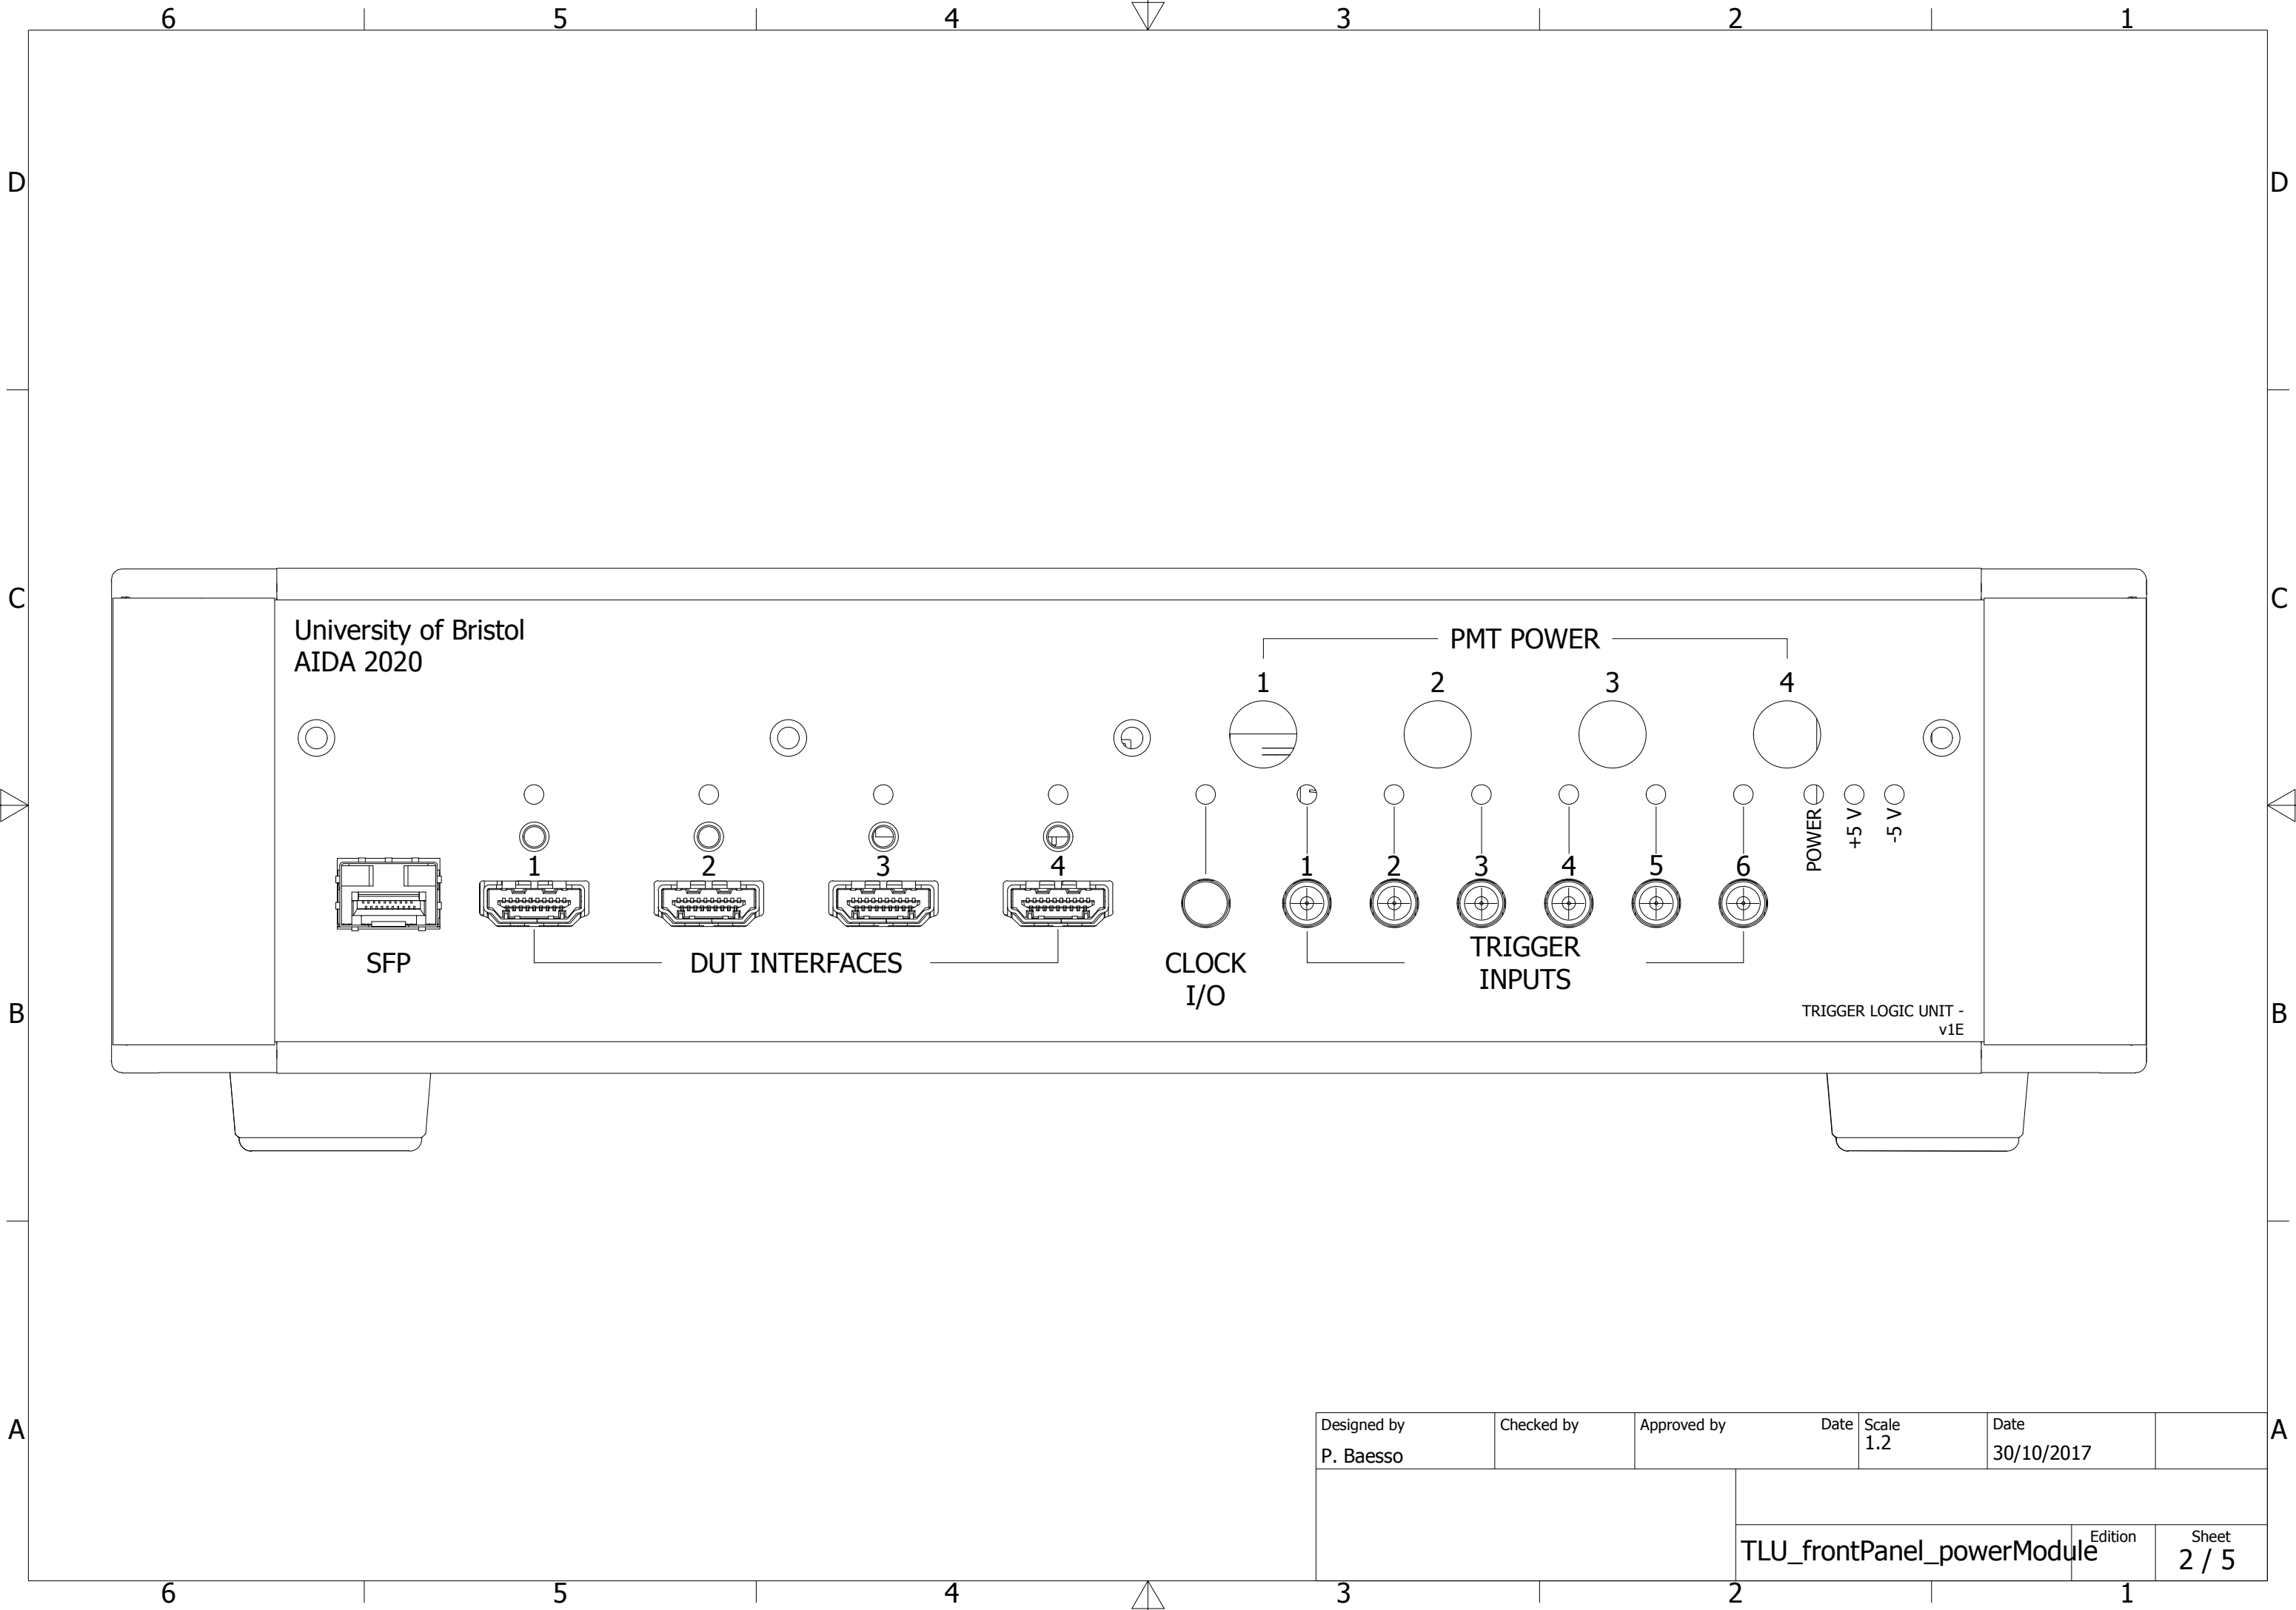 6 5 4 3 2 1
D D
C C
University of Bristol
AIDA 2020
PMT POWER
1 2 3 4
POWER +5 V -5 V
1 2 3 4 1 2 3 4 5 6
SFP DUT INTERFACES CLOCK
I/O
TRIGGER
INPUTS
B B
TRIGGER LOGIC UNIT -
v1E
A A
Designed by Checked by Approved by Date Scale Date
P. Baesso 1.2 30/10/2017
TLU_frontPanel_powerModule Edition Sheet
2 / 5
6 5 4 3 2 1